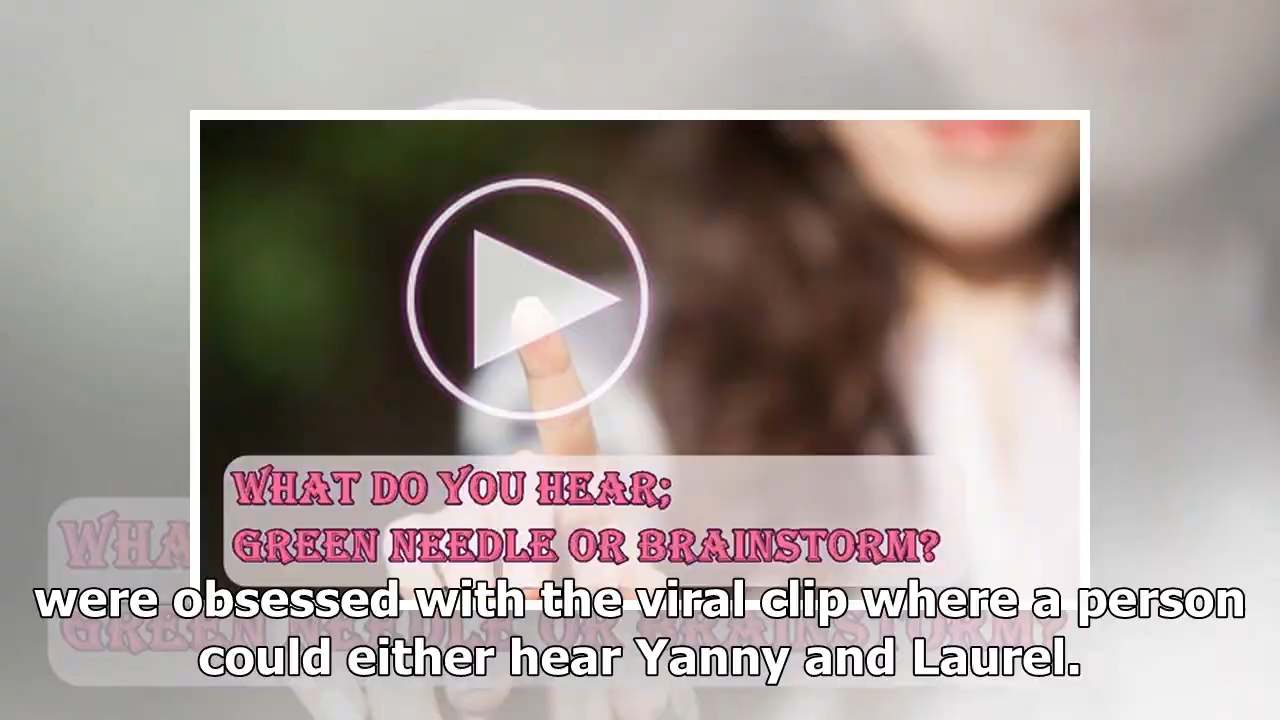 WHAT DO YOU HEAR;
GREEN NEEDLE OR BRAINSTORM?
were obsessed with the viral clip where a person
could either hear Yanny and Laurel.